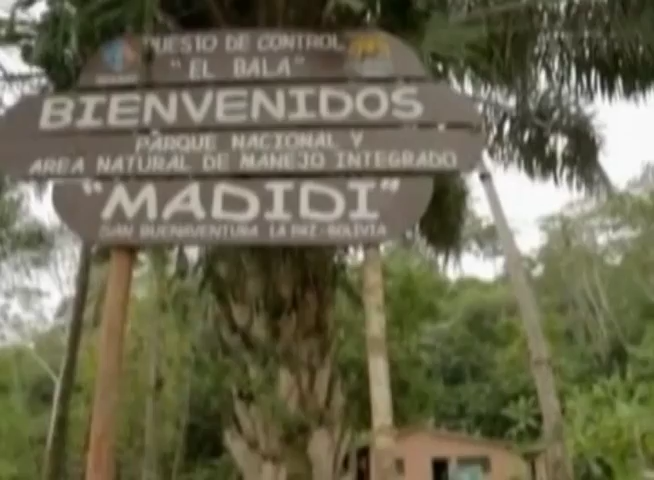 PUESTO DE CONTROL
"EL BALA"
BIENVENIDOS
PARQUE NACIONAL Y
AREA NATURAL DE MANEJO INTEGRADO
"MADIDI"
SAN BUENAVENTURA LA PAZ - BOLIVIA